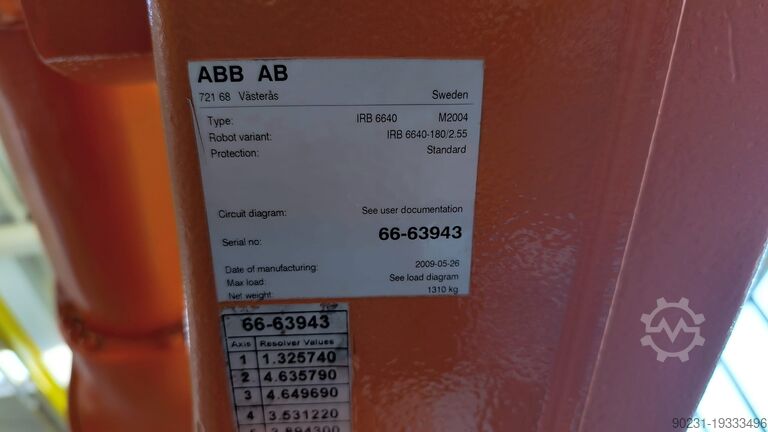 ABB AB
721 68 Västerås Sweden
Type: IRB 6640 M2004
Robot variant: IRB 6640-180/2.55
Protection: Standard
Circuit diagram: See user documentation
Serial no: 66-63943
Date of manufacturing: 2009-05-26
Max load: See load diagram
Net weight: 1310 kg
66-63943
Axis Resolver Values
1 1.325740
2 4.635790
3 4.649690
4 3.531220
5 3.894300
90231-19333496